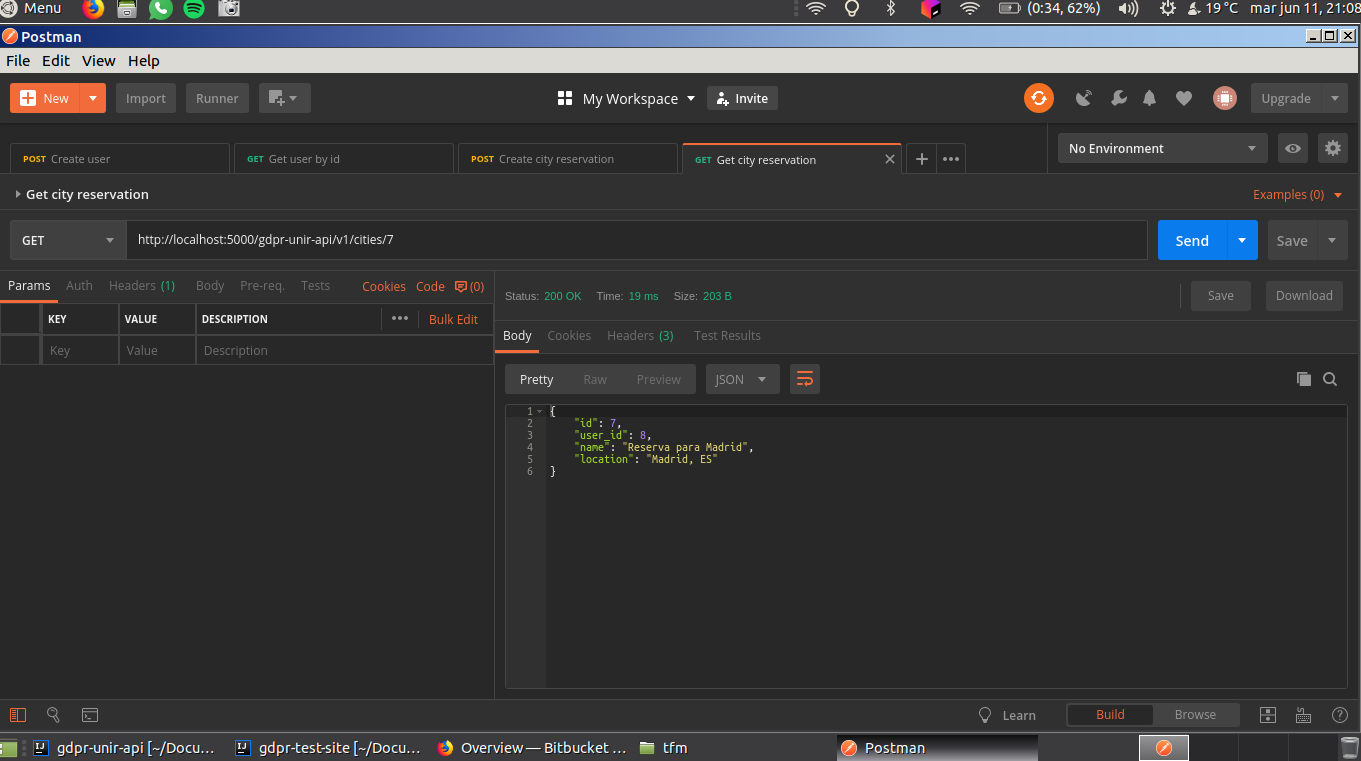 Menu (0:34, 62%) 19 °C mar jun 11, 21:08
Postman
File Edit View Help
New Import Runner My Workspace Invite Upgrade
POST Create user GET Get user by id POST Create city reservation GET Get city reservation No Environment
Get city reservation Examples (0)
GET http://localhost:5000/gdpr-unir-api/v1/cities/7 Send Save
Params Auth Headers (1) Body Pre-req. Tests Cookies Code (0)
KEY VALUE DESCRIPTION Bulk Edit
Key Value Description
Status: 200 OK Time: 19 ms Size: 203 B Save Download
Body Cookies Headers (3) Test Results
Pretty Raw Preview JSON
1 {
2 "id": 7,
3 "user_id": 8,
4 "name": "Reserva para Madrid",
5 "location": "Madrid, ES"
6 }
Learn Build Browse
IJ gdpr-unir-api [~/Docu... IJ gdpr-test-site [~/Docu... Overview — Bitbucket ... tfm Postman